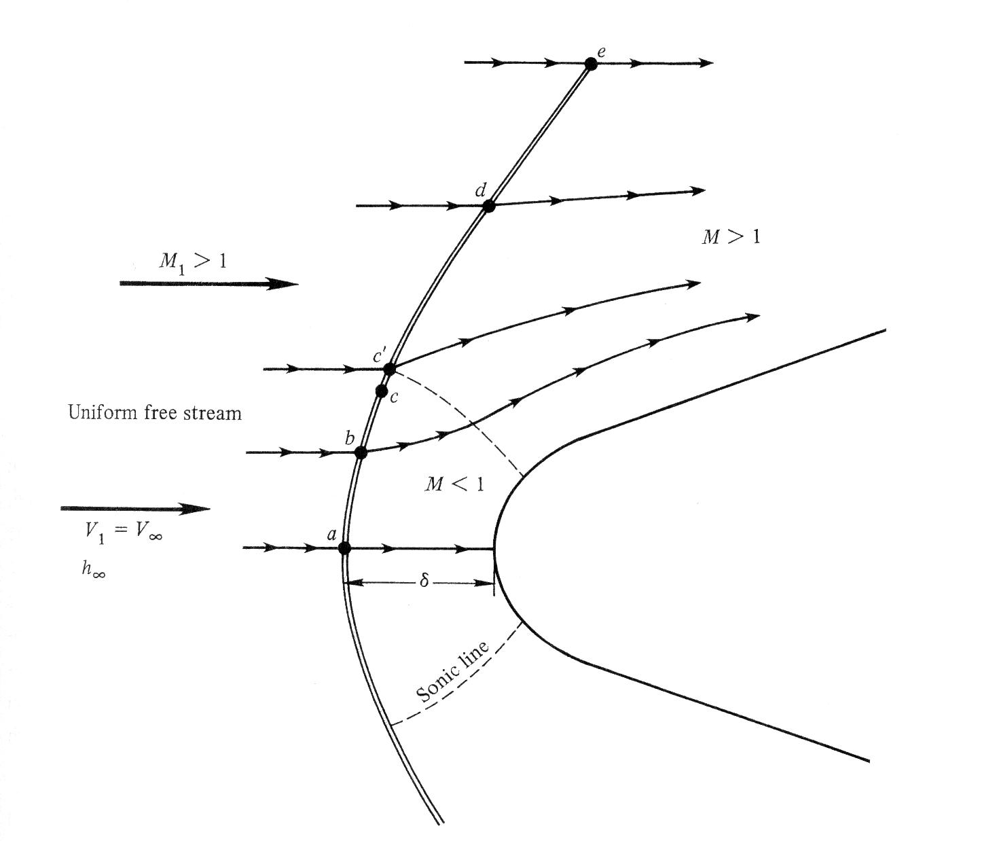 e
d
M > 1
M₁ > 1
c'
c
Uniform free stream
b
M < 1
V₁ = V∞
a
h∞
δ
Sonic line